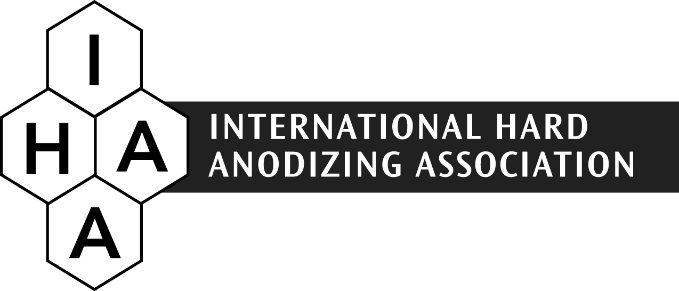 I
H A
A
INTERNATIONAL HARD
ANODIZING ASSOCIATION